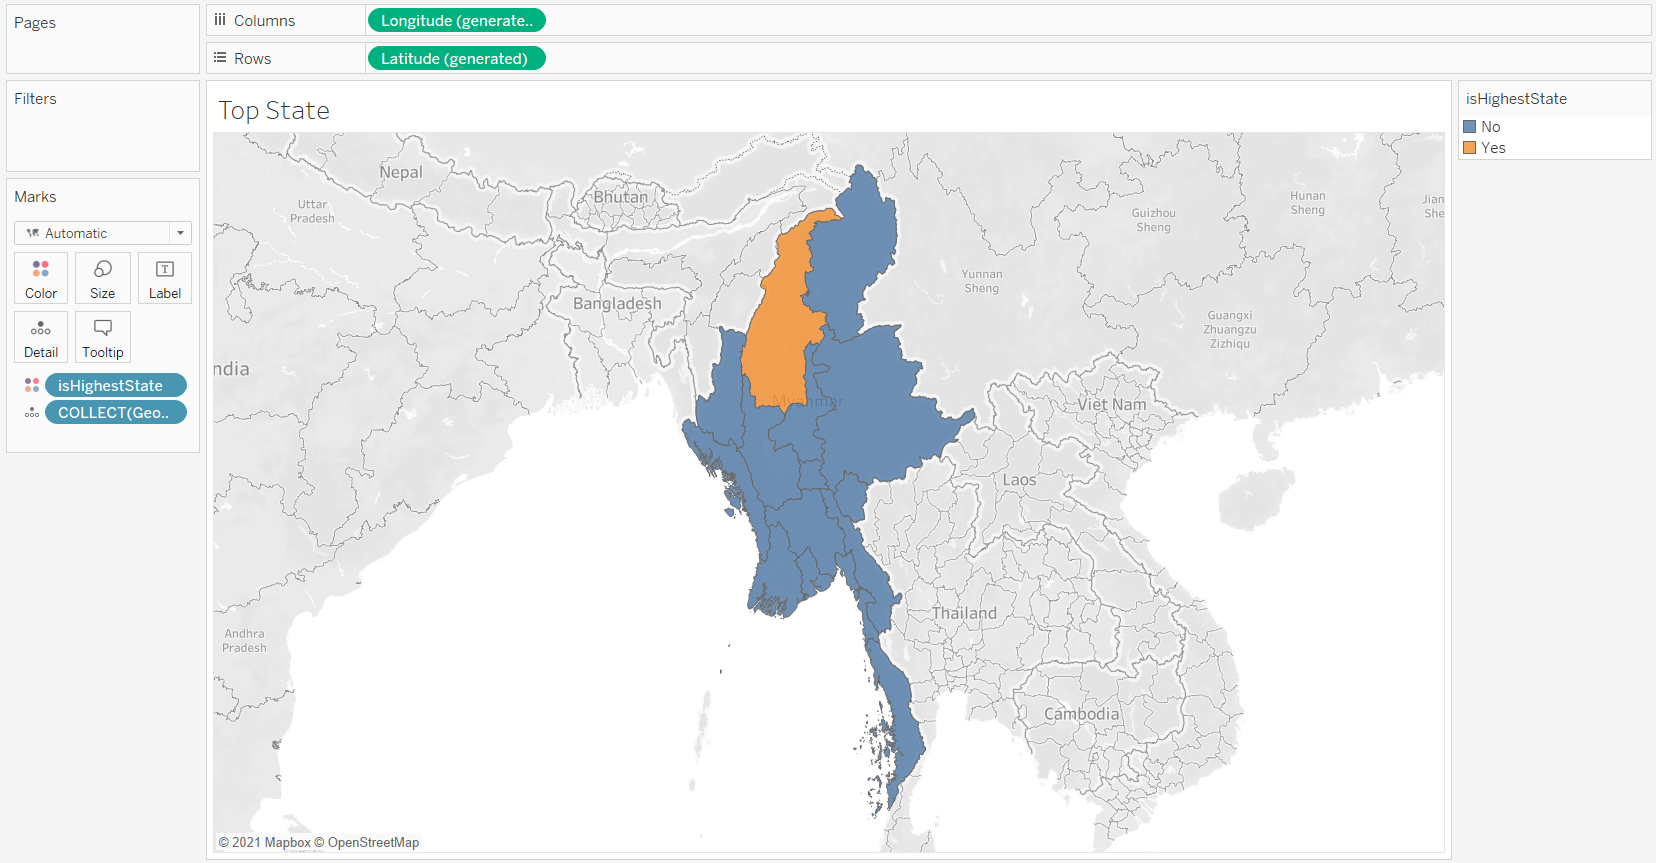 Pages
Columns
Longitude (generate..
Rows
Latitude (generated)
Filters
Marks
Automatic
Color
Size
Label
Detail
Tooltip
isHighestState
COLLECT(Geo..
Top State
Nepal
Bhutan
Uttar
Pradesh
Bangladesh
ndia
Myanmar
Andhra
Pradesh
Yunnan
Sheng
Guizhou
Sheng
Hunan
Sheng
Jian
She
Guangxi
Zhuangzu
Zizhiqu
Viet Nam
Laos
Thailand
Cambodia
© 2021 Mapbox © OpenStreetMap
isHighestState
No
Yes